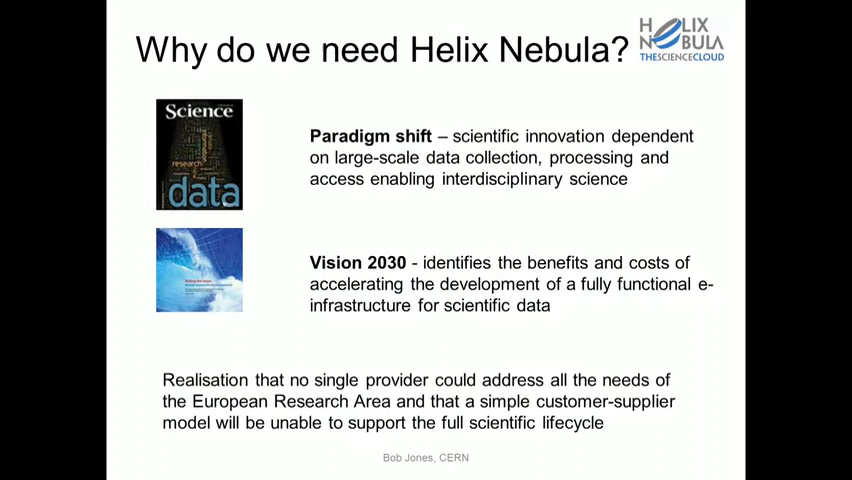 Why do we need Helix Nebula?
HELIX
NEBULA
THESCIENCECLOUD
Science
research
data
Paradigm shift – scientific innovation dependent
on large-scale data collection, processing and
access enabling interdisciplinary science
Vision 2030 - identifies the benefits and costs of
accelerating the development of a fully functional e-
infrastructure for scientific data
Realisation that no single provider could address all the needs of
the European Research Area and that a simple customer-supplier
model will be unable to support the full scientific lifecycle
Bob Jones, CERN